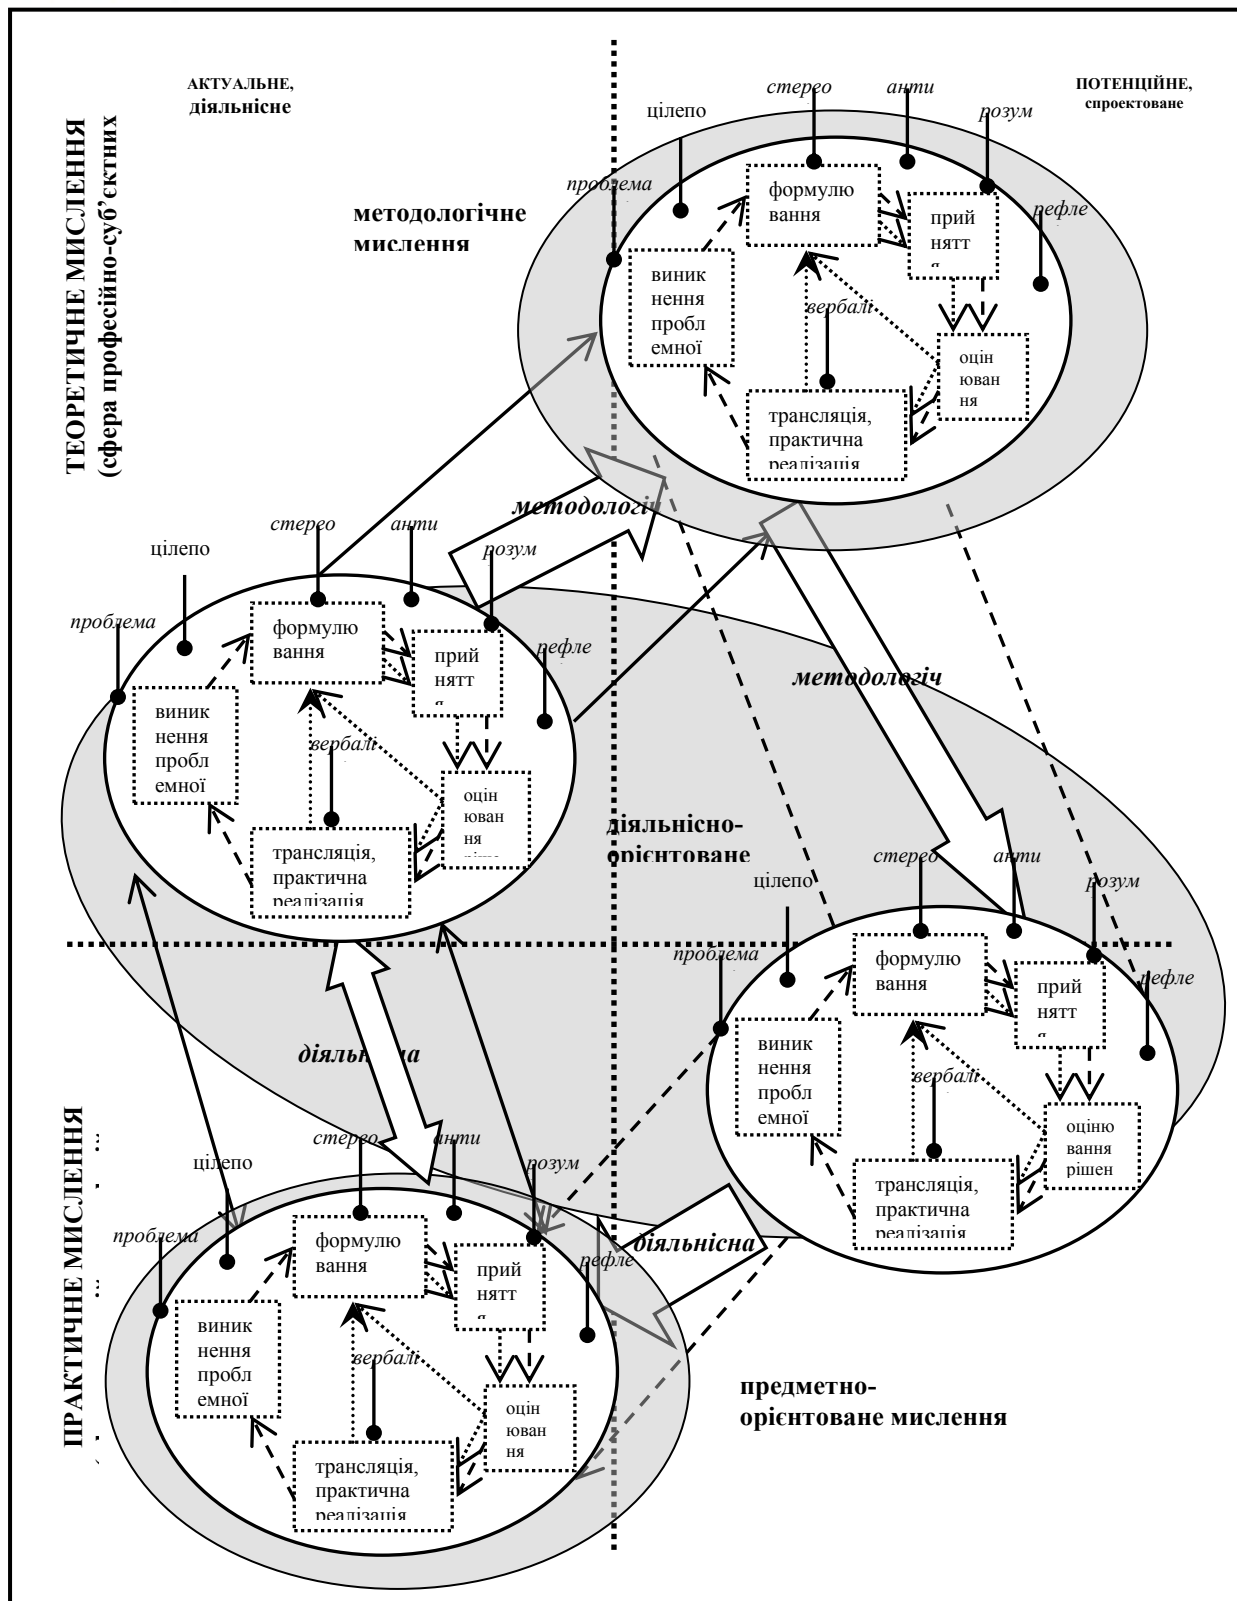 АКТУАЛЬНЕ,
діяльнісне
ПОТЕНЦІЙНЕ,
спроектоване
ТЕОРЕТИЧНЕ МИСЛЕННЯ
(сфера професійно-суб’єктних
методологічне
мислення
цілепо
стерео
анти
розум
проблема
рефле
формулю
вання
прий
нятт
я
виник
нення
пробл
емної
вербалі
оцін
юван
ня
трансляція,
практична
реалізація
методологіч
цілепо
стерео
анти
розум
проблема
рефле
формулю
вання
прий
нятт
я
виник
нення
пробл
емної
вербалі
оцін
юван
ня
ріше
трансляція,
практична
реалізація
методологіч
діяльнісно-
орієнтоване
цілепо
стерео
анти
розум
проблема
рефле
формулю
вання
прий
нятт
я
виник
нення
пробл
емної
вербалі
оціню
вання
рішен
трансляція,
практична
реалізація
діяльнісна
ПРАКТИЧНЕ МИСЛЕННЯ
цілепо
стерео
анти
розум
проблема
рефле
формулю
вання
прий
нятт
я
виник
нення
пробл
емної
вербалі
оцін
юван
ня
трансляція,
практична
реалізація
діяльнісна
предметно-
орієнтоване мислення